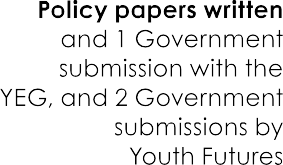 Policy papers written
and 1 Government
submission with the
YEG, and 2 Government
submissions by
Youth Futures